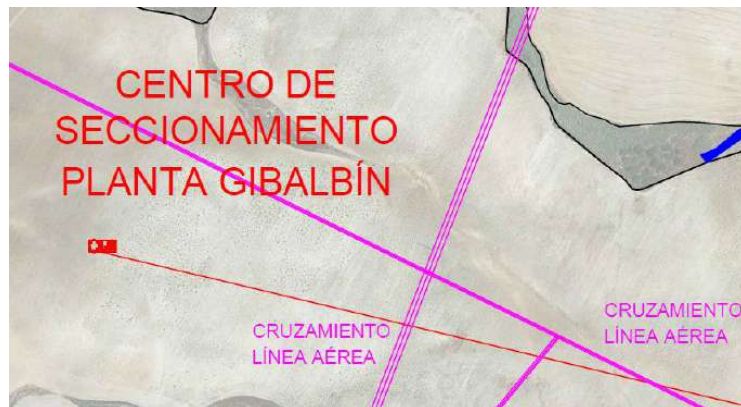 CENTRO DE
SECCIONAMIENTO
PLANTA GIBALBÍN
CRUZAMIENTO
LÍNEA AÉREA
CRUZAMIENTO
LÍNEA AÉREA